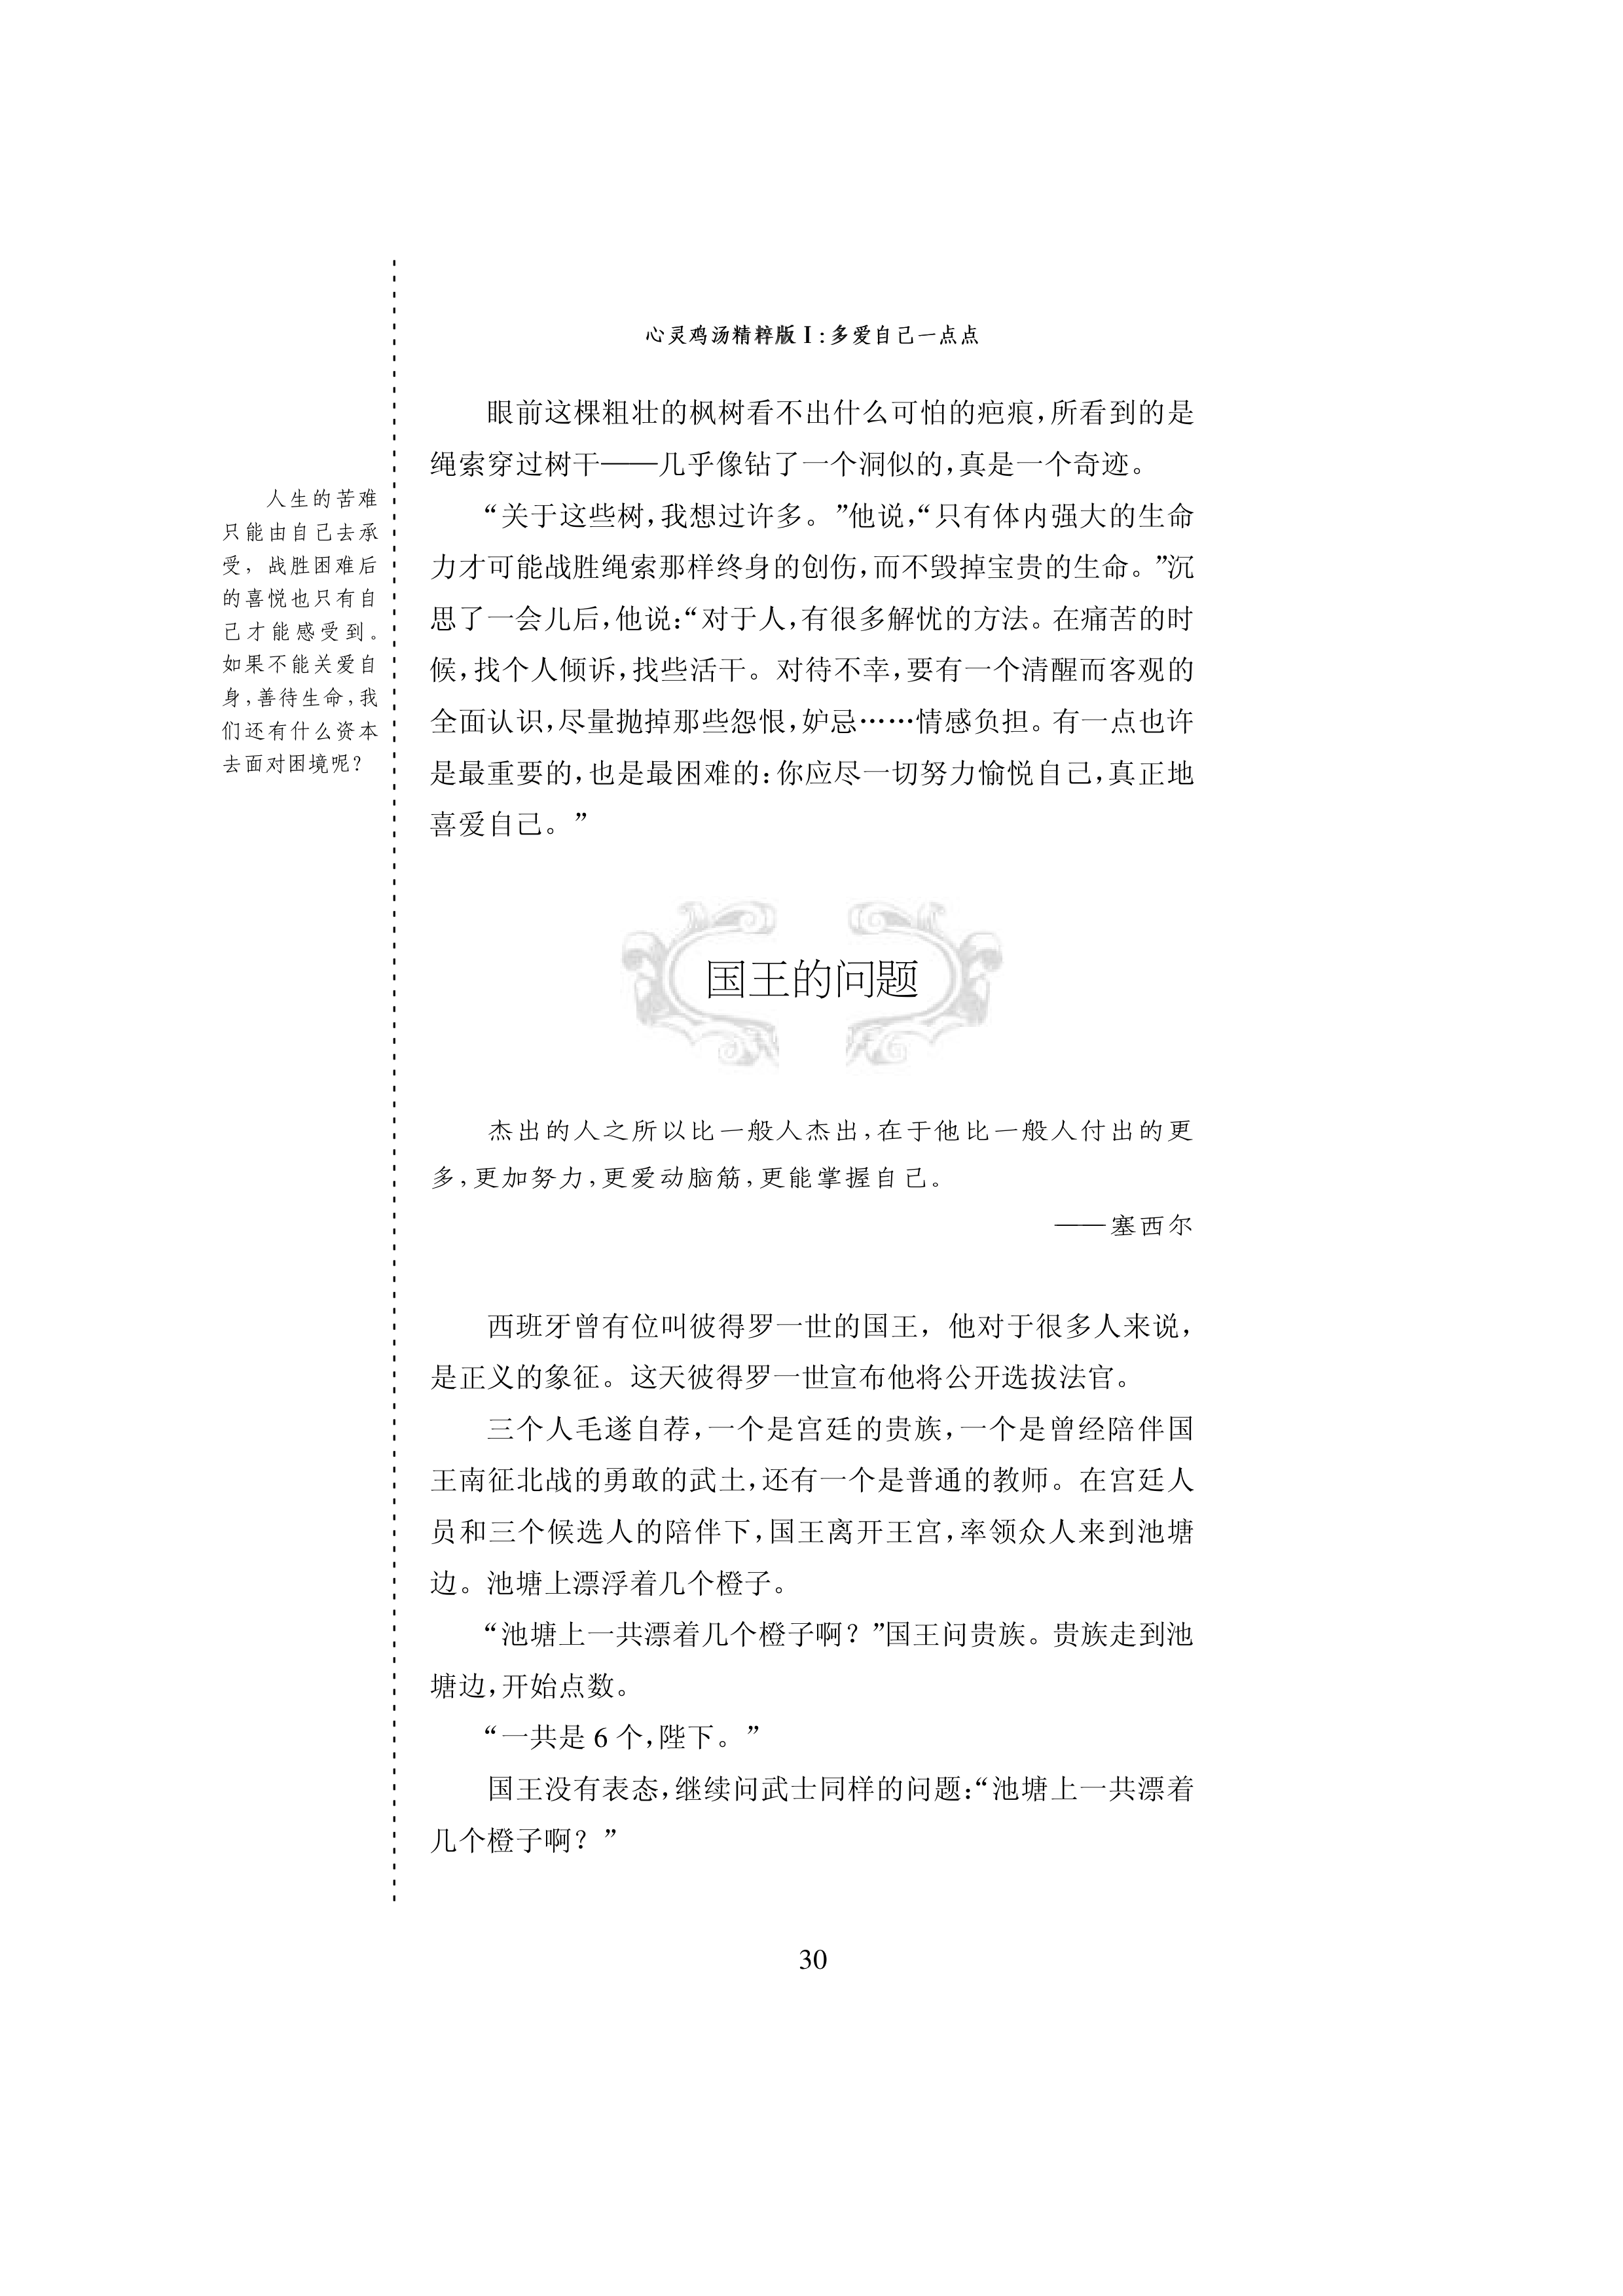 心灵鸡汤精粹版Ⅰ:多爱自己一点点
眼前这棵粗壮的枫树看不出什么可怕的疤痕,所看到的是
绳索穿过树干——几乎像钻了一个洞似的,真是一个奇迹。
“关于这些树,我想过许多。”他说,“只有体内强大的生命
力才可能战胜绳索那样终身的创伤,而不毁掉宝贵的生命。”沉
思了一会儿后,他说:“对于人,有很多解忧的方法。在痛苦的时
候,找个人倾诉,找些活干。对待不幸,要有一个清醒而客观的
全面认识,尽量抛掉那些怨恨,妒忌……情感负担。有一点也许
是最重要的,也是最困难的:你应尽一切努力愉悦自己,真正地
喜爱自己。”
人生的苦难
只能由自己去承
受,战胜困难后
的喜悦也只有自
己才能感受到。
如果不能关爱自
身,善待生命,我
们还有什么资本
去面对困境呢?
国王的问题
杰出的人之所以比一般人杰出,在于他比一般人付出的更
多,更加努力,更爱动脑筋,更能掌握自己。
——塞西尔
西班牙曾有位叫彼得罗一世的国王,他对于很多人来说,
是正义的象征。这天彼得罗一世宣布他将公开选拔法官。
三个人毛遂自荐,一个是宫廷的贵族,一个是曾经陪伴国
王南征北战的勇敢的武士,还有一个是普通的教师。在宫廷人
员和三个候选人的陪伴下,国王离开王宫,率领众人来到池塘
边。池塘上漂浮着几个橙子。
“池塘上一共漂着几个橙子啊?”国王问贵族。贵族走到池
塘边,开始点数。
“一共是 6 个,陛下。”
国王没有表态,继续问武士同样的问题:“池塘上一共漂着
几个橙子啊?”
30